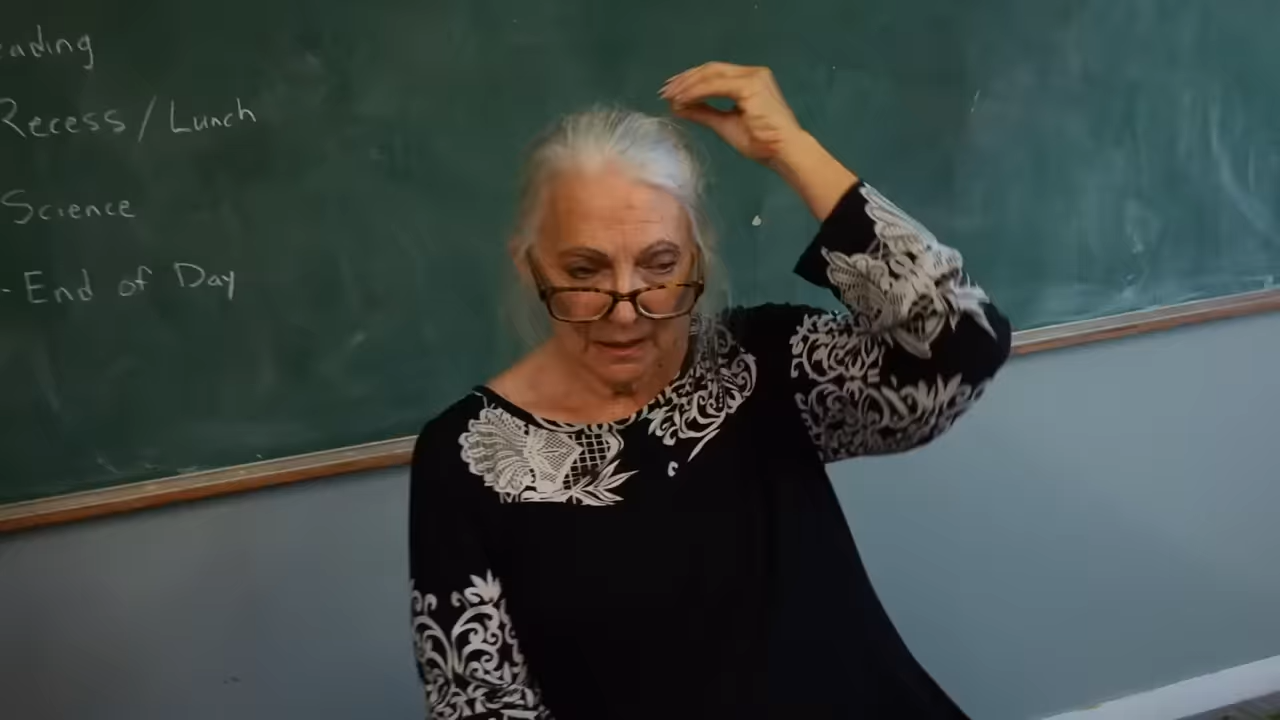 eading
Recess / Lunch
Science
- End of Day